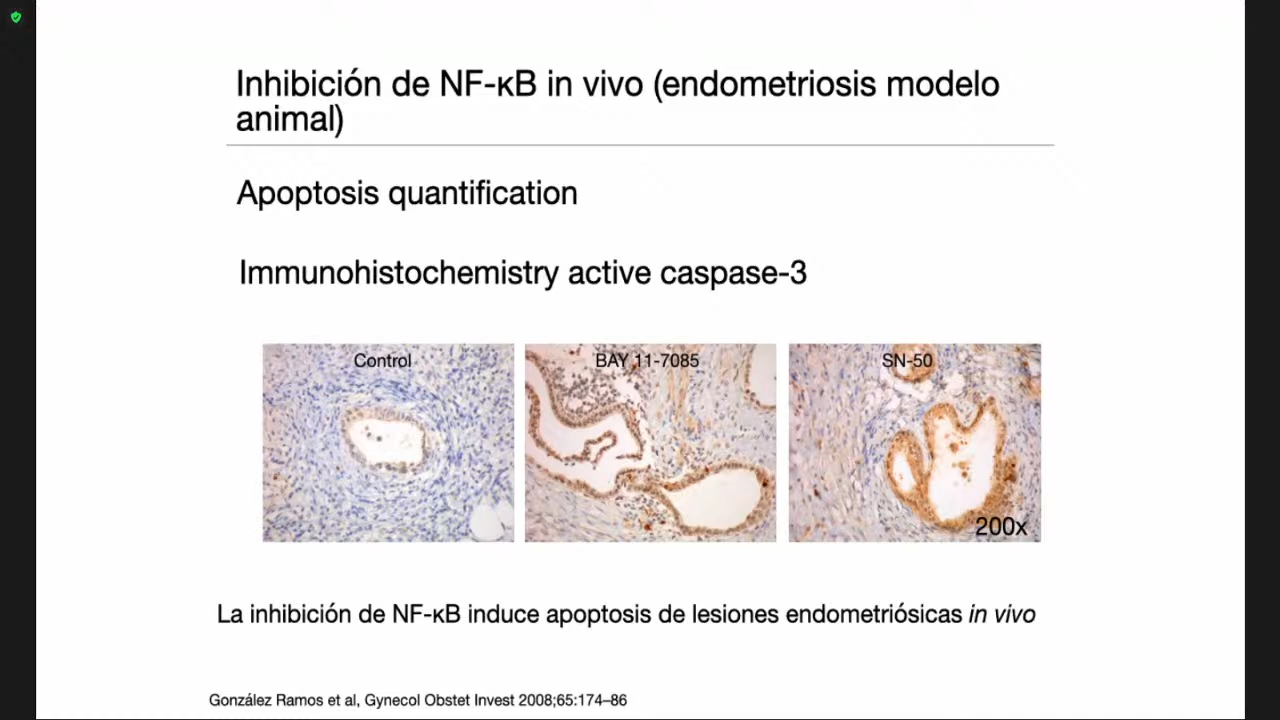 Inhibición de NF-κB in vivo (endometriosis modelo
animal)
Apoptosis quantification
Immunohistochemistry active caspase-3
Control
BAY 11-7085
SN-50
200x
La inhibición de NF-κB induce apoptosis de lesiones endometriósicas in vivo
González Ramos et al, Gynecol Obstet Invest 2008;65:174–86